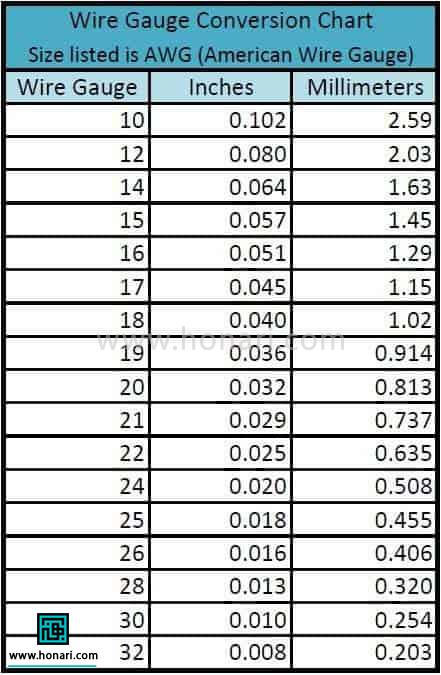 Wire Gauge Conversion Chart
Size listed is AWG (American Wire Gauge)
Wire Gauge Inches Millimeters
10 0.102 2.59
12 0.080 2.03
14 0.064 1.63
15 0.057 1.45
16 0.051 1.29
17 0.045 1.15
18 0.040 1.02
www.honari.com
19 0.036 0.914
20 0.032 0.813
21 0.029 0.737
22 0.025 0.635
24 0.020 0.508
25 0.018 0.455
26 0.016 0.406
28 0.013 0.320
30 0.010 0.254
32 0.008 0.203
www.honari.com